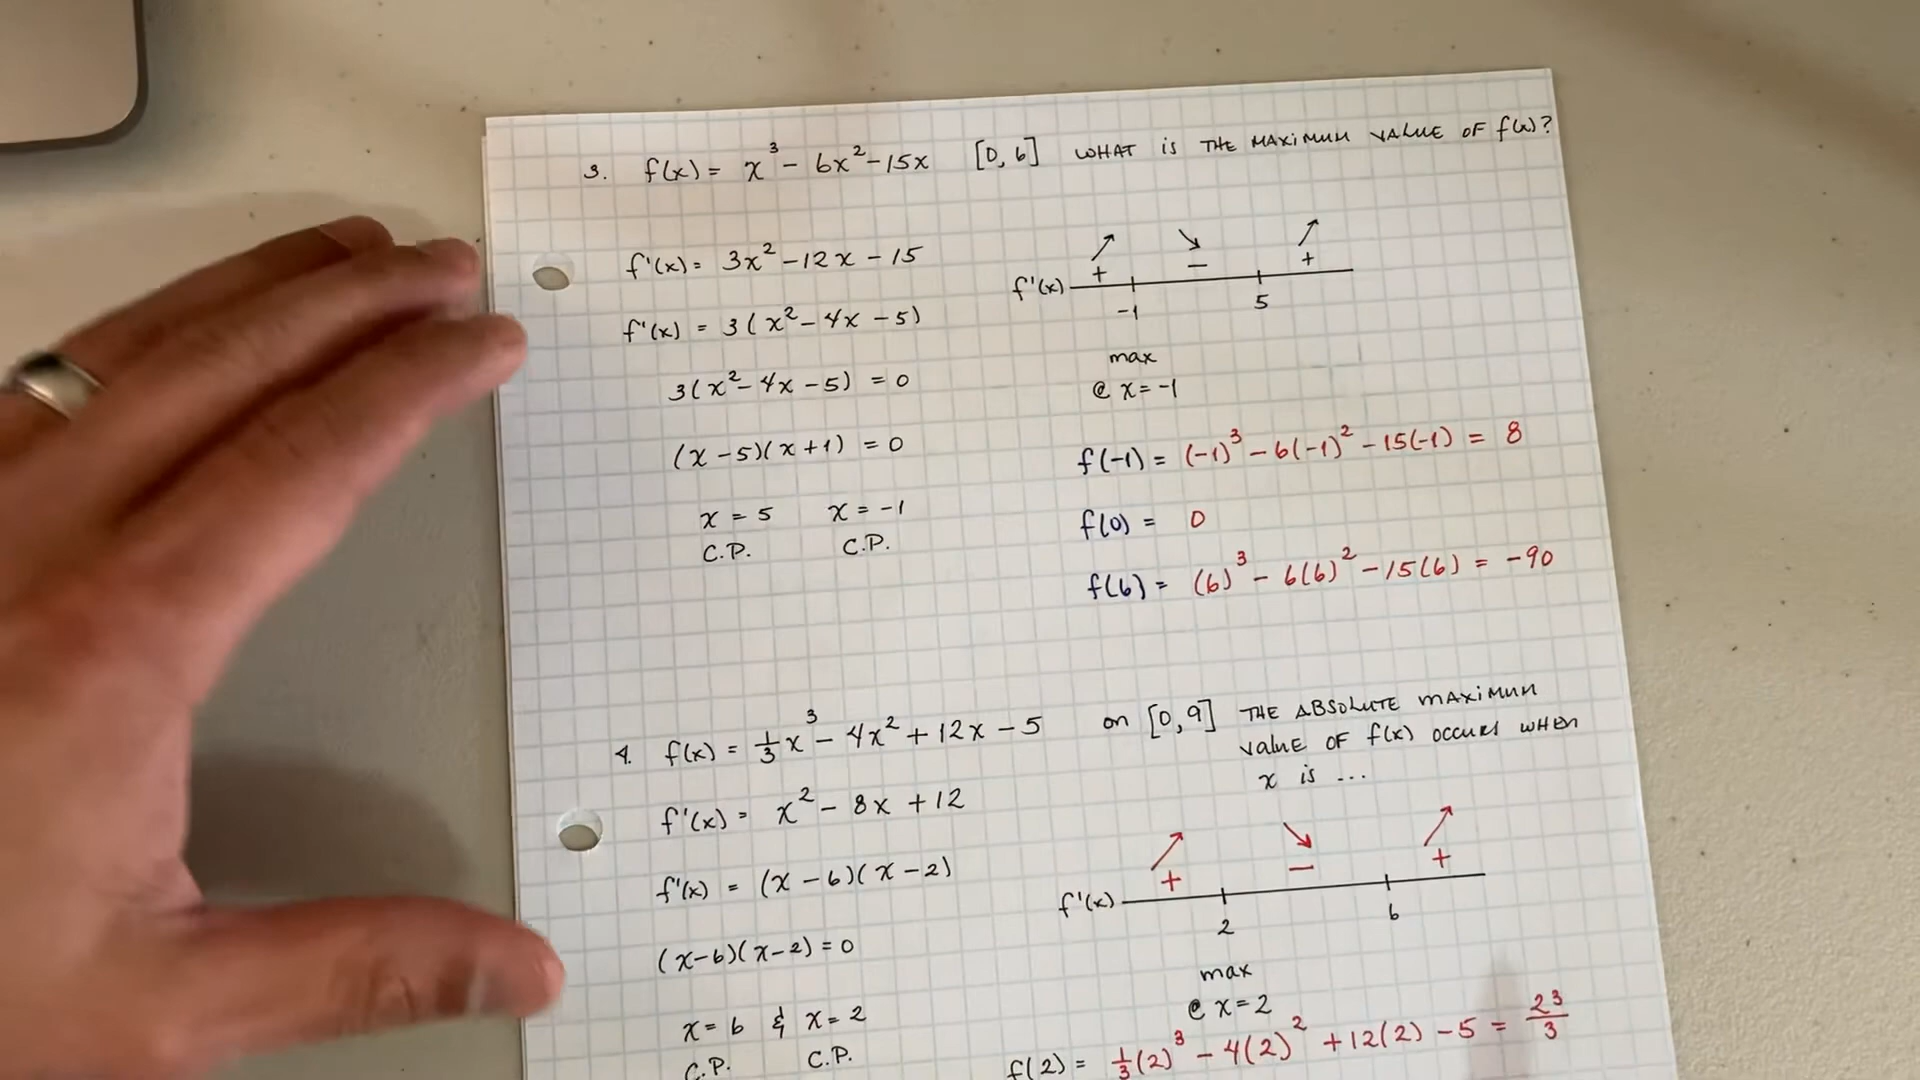 3. f(x) = x³ - 6x² - 15x [0, 6] WHAT is THE MAXiMUM VALUE OF f(x)?
f'(x) = 3x² - 12x - 15
f'(x) + - +
-1 5
f'(x) = 3(x² - 4x - 5)
3(x² - 4x - 5) = 0
max
@ x = -1
(x - 5)(x + 1) = 0
f(-1) = (-1)³ - 6(-1)² - 15(-1) = 8
x = 5 x = -1
C.P. C.P.
f(0) = 0
f(6) = (6)³ - 6(6)² - 15(6) = -90
4. f(x) = 1/3 x³ - 4x² + 12x - 5 on [0, 9] THE ABSOLUTE MAXiMUM
VALUE OF f(x) OCCURS WHEN
x is ...
f'(x) = x² - 8x + 12
f'(x) = (x - 6)(x - 2)
f'(x) + - +
2 6
(x - 6)(x - 2) = 0
max
@ x = 2
x = 6 & x = 2
C.P. C.P.
f(2) = 1/3 (2)³ - 4(2)² + 12(2) - 5 = 23/3